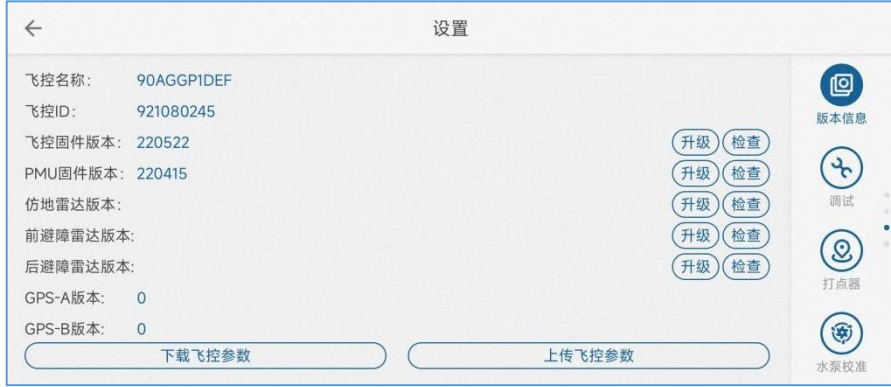 设置
飞控名称: 90AGGP1DEF
飞控ID: 921080245
飞控固件版本: 220522 升级 检查
PMU固件版本: 220415 升级 检查
仿地雷达版本: 升级 检查
前避障雷达版本: 升级 检查
后避障雷达版本: 升级 检查
GPS-A版本: 0
GPS-B版本: 0
下载飞控参数 上传飞控参数
版本信息
调试
打点器
水泵校准